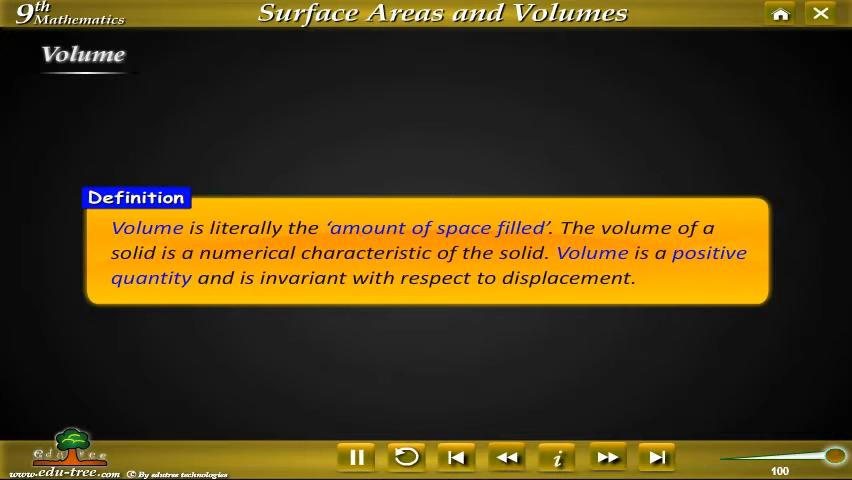 9th Mathematics
Surface Areas and Volumes
Volume
Definition
Volume is literally the ‘amount of space filled’. The volume of a
solid is a numerical characteristic of the solid. Volume is a positive
quantity and is invariant with respect to displacement.
Edu Tree
www.edu-tree.com © By edutree technologies
i
100